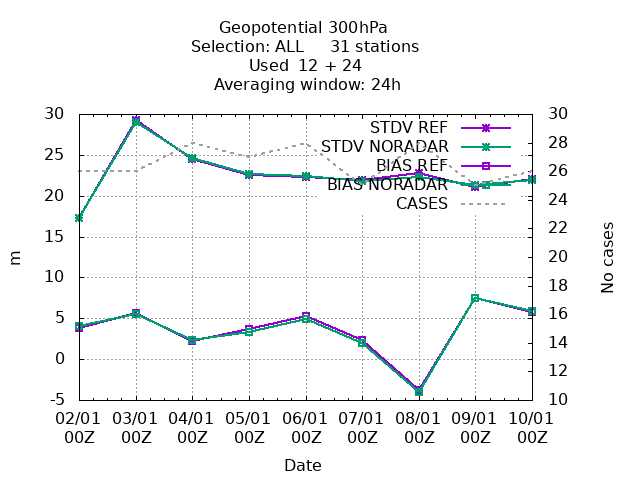 Geopotential 300hPa
Selection: ALL 31 stations
Used 12 + 24
Averaging window: 24h
30 30
STDV REF
28
STDV NORADAR
25
BIAS REF
26
BIAS NORADAR
20
24
CASES
22
15
m
No cases
20
10
18
5
16
0
14
12
-5 10
02/01 03/01 04/01 05/01 06/01 07/01 08/01 09/01 10/01
00Z 00Z 00Z 00Z 00Z 00Z 00Z 00Z 00Z
Date